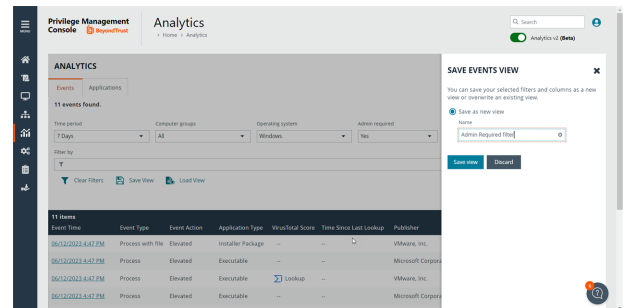 MENU
Privilege Management
Console BeyondTrust
Analytics
Home > Analytics
Search
Analytics v2 (Beta)
ANALYTICS
Events Applications
11 events found.
Time period Computer groups Operating system Admin required
7 Days All Windows Yes
Filter by
Clear Filters Save View Load View
11 items
Event Time Event Type Event Action Application Type VirusTotal Score Time Since Last Lookup Publisher
06/12/2023 4:47 PM Process with file Elevated Installer Package -- -- VMware, Inc.
06/12/2023 4:47 PM Process Elevated Executable -- -- Microsoft Corpora
06/12/2023 4:47 PM Process Elevated Executable Lookup -- VMware, Inc.
06/12/2023 4:47 PM Process Elevated Executable -- -- Microsoft Corpora
SAVE EVENTS VIEW
You can save your selected filters and columns as a new
view or overwrite an existing view.
Save as new view
Name
Admin Required filter
Save view Discard